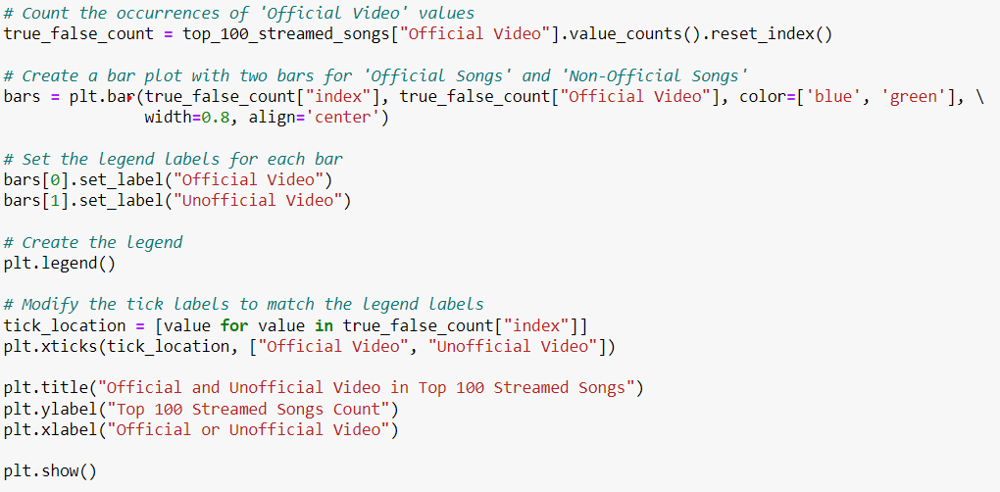 # Count the occurrences of 'Official Video' values
true_false_count = top_100_streamed_songs["Official Video"].value_counts().reset_index()
# Create a bar plot with two bars for 'Official Songs' and 'Non-Official Songs'
bars = plt.bar(true_false_count["index"], true_false_count["Official Video"], color=['blue', 'green'], \
width=0.8, align='center')
# Set the legend labels for each bar
bars[0].set_label("Official Video")
bars[1].set_label("Unofficial Video")
# Create the legend
plt.legend()
# Modify the tick labels to match the legend labels
tick_location = [value for value in true_false_count["index"]]
plt.xticks(tick_location, ["Official Video", "Unofficial Video"])
plt.title("Official and Unofficial Video in Top 100 Streamed Songs")
plt.ylabel("Top 100 Streamed Songs Count")
plt.xlabel("Official or Unofficial Video")
plt.show()